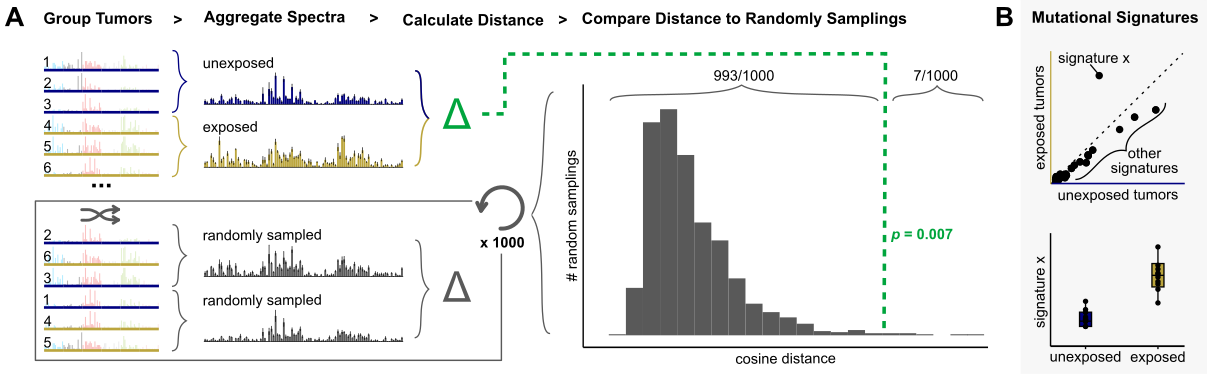 A
Group Tumors > Aggregate Spectra > Calculate Distance > Compare Distance to Randomly Samplings
1
2
3
4
5
6
...
unexposed
exposed
Δ
2
6
3
1
4
5
randomly sampled
randomly sampled
Δ
x 1000
993/1000
7/1000
# random samplings
p = 0.007
cosine distance
B
Mutational Signatures
signature x
exposed tumors
other
signatures
unexposed tumors
signature x
unexposed
exposed